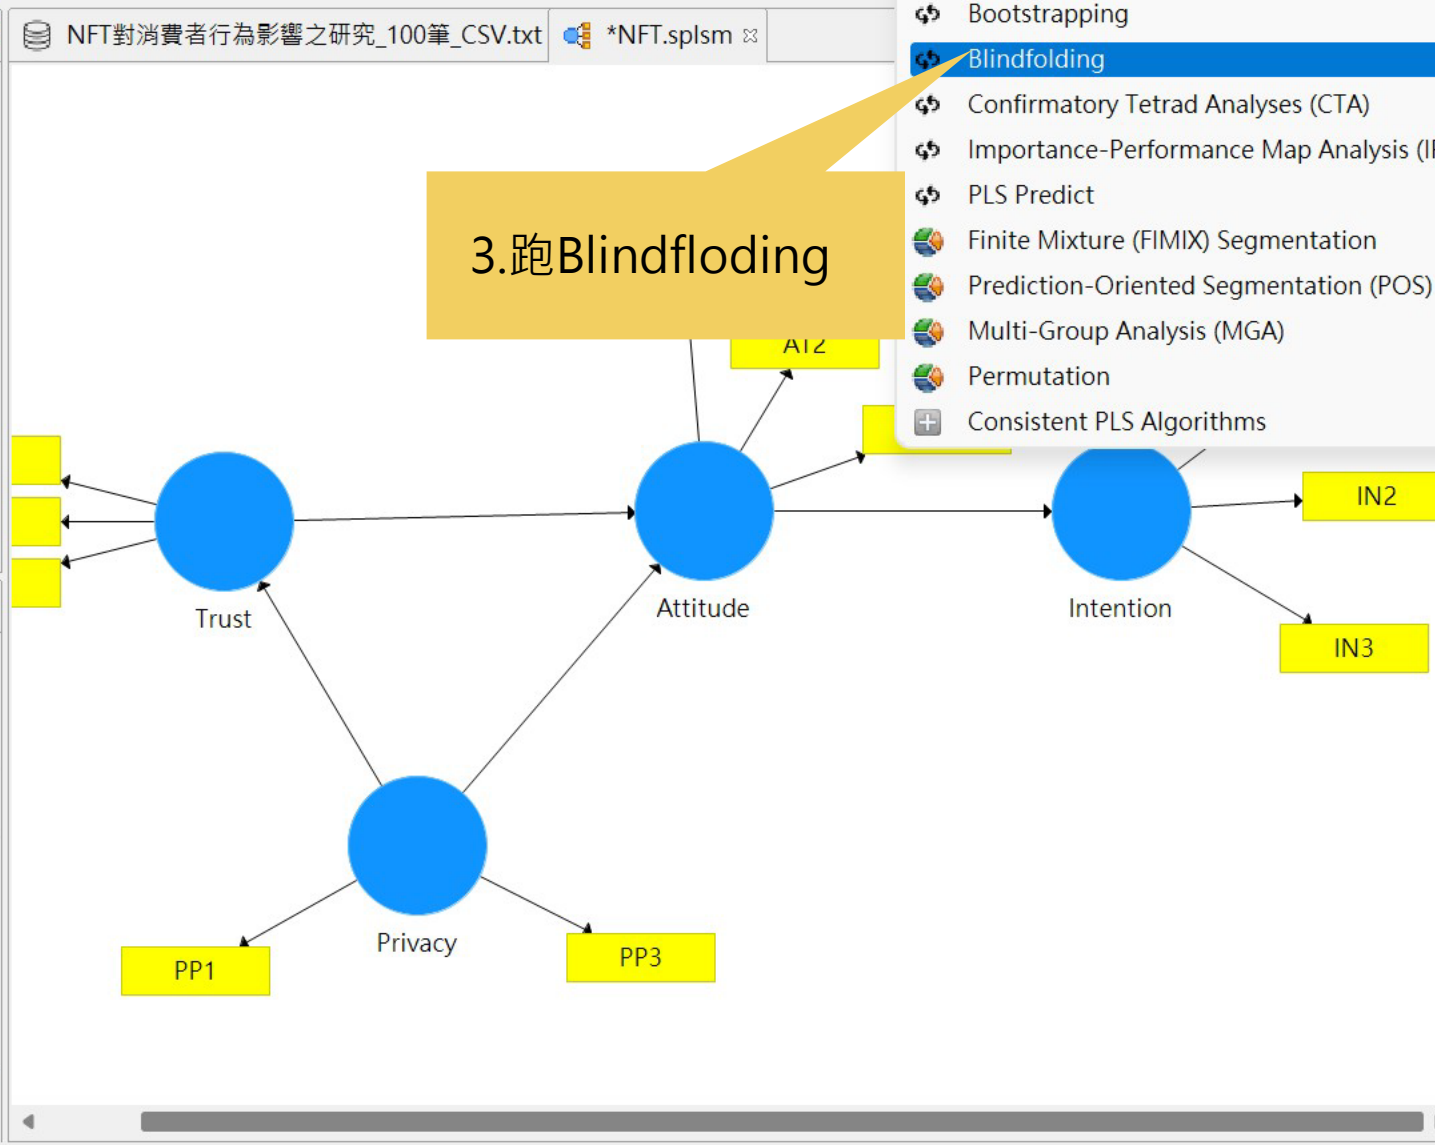 NFT對消費者行為影響之研究_100筆_CSV.txt
*NFT.splsm
Bootstrapping
Blindfolding
Confirmatory Tetrad Analyses (CTA)
Importance-Performance Map Analysis
PLS Predict
Finite Mixture (FIMIX) Segmentation
Prediction-Oriented Segmentation (POS)
Multi-Group Analysis (MGA)
Permutation
Consistent PLS Algorithms
3.跑Blindfloding
AT2
IN2
Trust
Attitude
Intention
IN3
Privacy
PP1
PP3